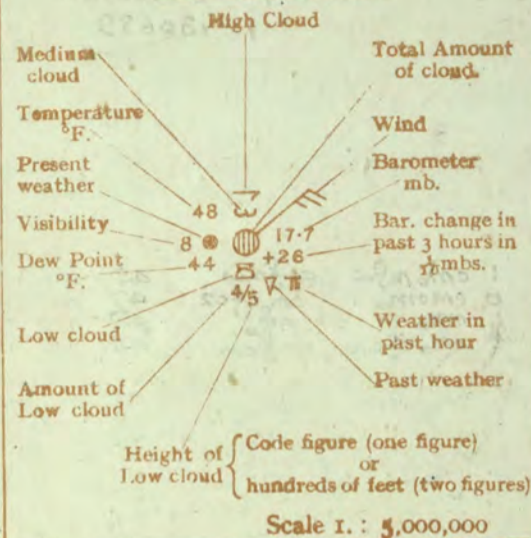 High Cloud
Medium
cloud
Total Amount
of cloud.
Temperature
°F.
Wind
Present
weather
Barometer
mb.
48
Visibility
8
17.7
Bar. change in
past 3 hours in
1/10 mbs.
+26
Dew Point
°F.
44
4/5
Low cloud
Weather in
past hour
Amount of
Low cloud
Past weather
Height of
Low cloud
Code figure (one figure)
or
hundreds of feet (two figures)
Scale 1. : 5,000,000